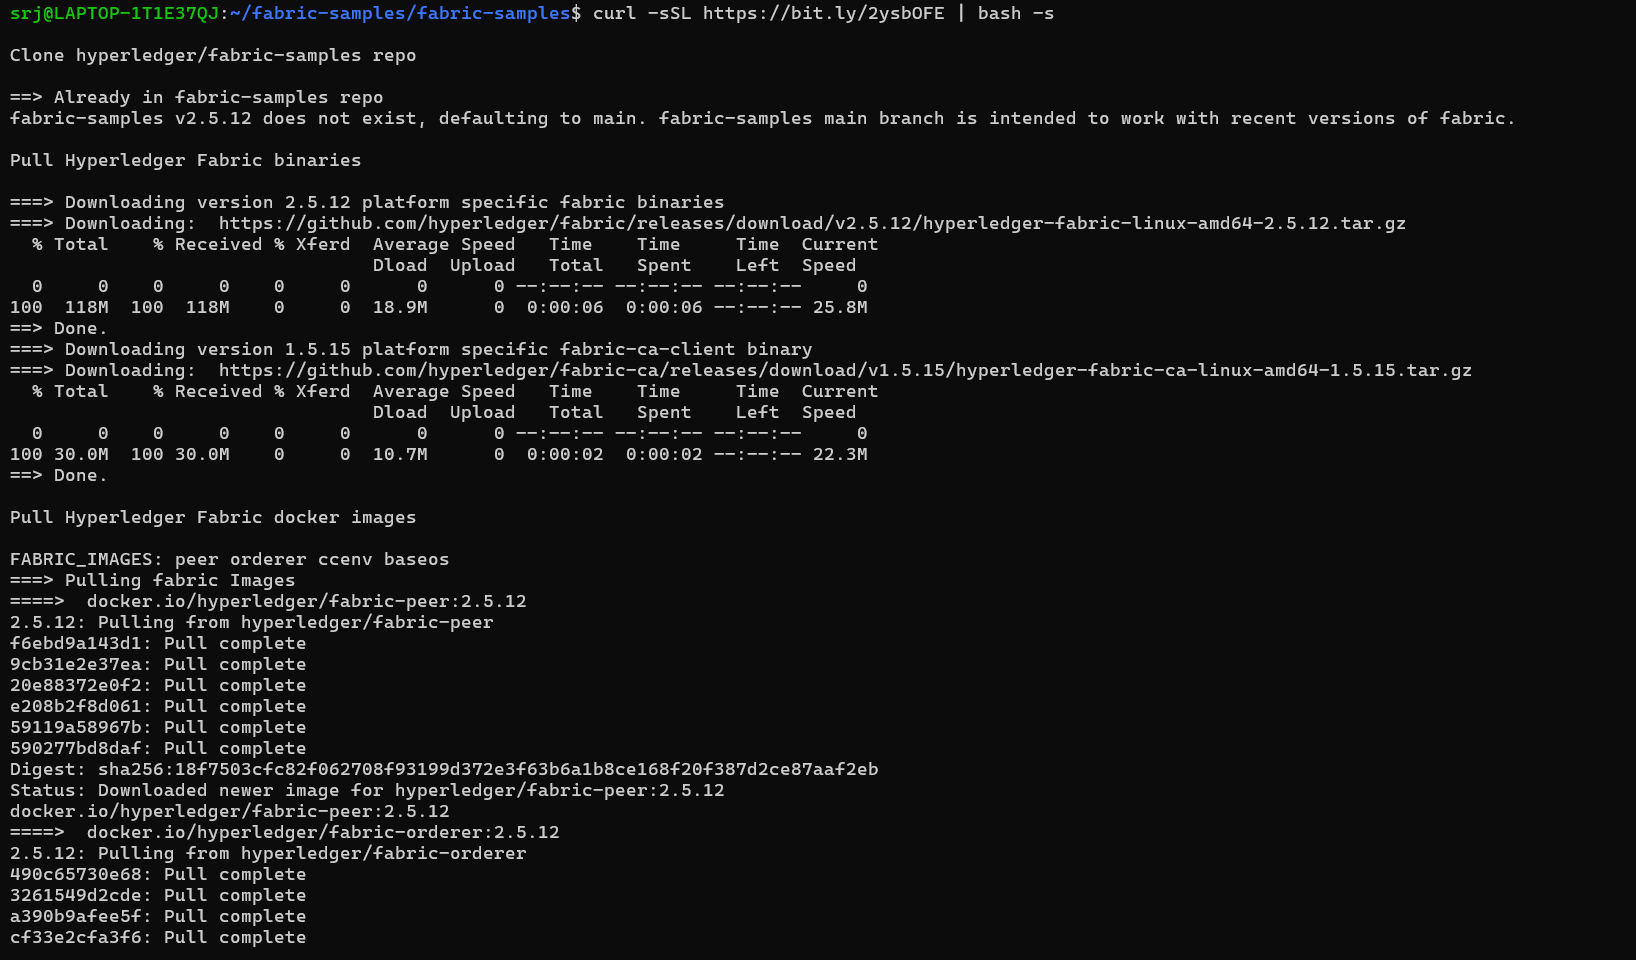 srj@LAPTOP-1T1E37QJ:~/fabric-samples/fabric-samples$ curl -sSL https://bit.ly/2ysbOFE | bash -s
Clone hyperledger/fabric-samples repo
==> Already in fabric-samples repo
fabric-samples v2.5.12 does not exist, defaulting to main. fabric-samples main branch is intended to work with recent versions of fabric.
Pull Hyperledger Fabric binaries
===> Downloading version 2.5.12 platform specific fabric binaries
===> Downloading:  https://github.com/hyperledger/fabric/releases/download/v2.5.12/hyperledger-fabric-linux-amd64-2.5.12.tar.gz
  % Total    % Received % Xferd  Average Speed   Time    Time     Time  Current
                                 Dload  Upload   Total   Spent    Left  Speed
  0     0    0     0    0     0      0      0 --:--:-- --:--:-- --:--:--     0
100  118M  100  118M    0     0  18.9M      0  0:00:06  0:00:06 --:--:-- 25.8M
==> Done.
===> Downloading version 1.5.15 platform specific fabric-ca-client binary
===> Downloading:  https://github.com/hyperledger/fabric-ca/releases/download/v1.5.15/hyperledger-fabric-ca-linux-amd64-1.5.15.tar.gz
  % Total    % Received % Xferd  Average Speed   Time    Time     Time  Current
                                 Dload  Upload   Total   Spent    Left  Speed
  0     0    0     0    0     0      0      0 --:--:-- --:--:-- --:--:--     0
100 30.0M  100 30.0M    0     0  10.7M      0  0:00:02  0:00:02 --:--:-- 22.3M
==> Done.
Pull Hyperledger Fabric docker images
FABRIC_IMAGES: peer orderer ccenv baseos
===> Pulling fabric Images
====>  docker.io/hyperledger/fabric-peer:2.5.12
2.5.12: Pulling from hyperledger/fabric-peer
f6ebd9a143d1: Pull complete
9cb31e2e37ea: Pull complete
20e88372e0f2: Pull complete
e208b2f8d061: Pull complete
59119a58967b: Pull complete
590277bd8daf: Pull complete
Digest: sha256:18f7503cfc82f062708f93199d372e3f63b6a1b8ce168f20f387d2ce87aaf2eb
Status: Downloaded newer image for hyperledger/fabric-peer:2.5.12
docker.io/hyperledger/fabric-peer:2.5.12
====>  docker.io/hyperledger/fabric-orderer:2.5.12
2.5.12: Pulling from hyperledger/fabric-orderer
490c65730e68: Pull complete
3261549d2cde: Pull complete
a390b9afee5f: Pull complete
cf33e2cfa3f6: Pull complete